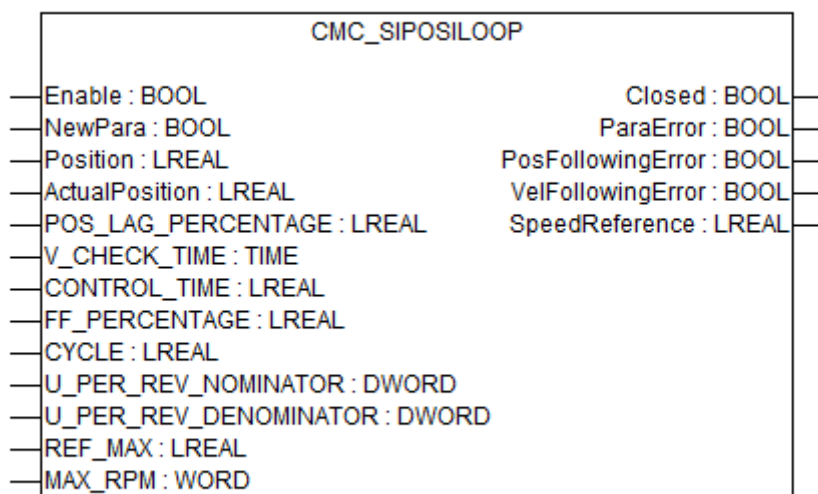 CMC_SIPOSILOOP
Enable : BOOL Closed : BOOL
NewPara : BOOL ParaError : BOOL
Position : LREAL PosFollowingError : BOOL
ActualPosition : LREAL VelFollowingError : BOOL
POS_LAG_PERCENTAGE : LREAL SpeedReference : LREAL
V_CHECK_TIME : TIME
CONTROL_TIME : LREAL
FF_PERCENTAGE : LREAL
CYCLE : LREAL
U_PER_REV_NOMINATOR : DWORD
U_PER_REV_DENOMINATOR : DWORD
REF_MAX : LREAL
MAX_RPM : WORD